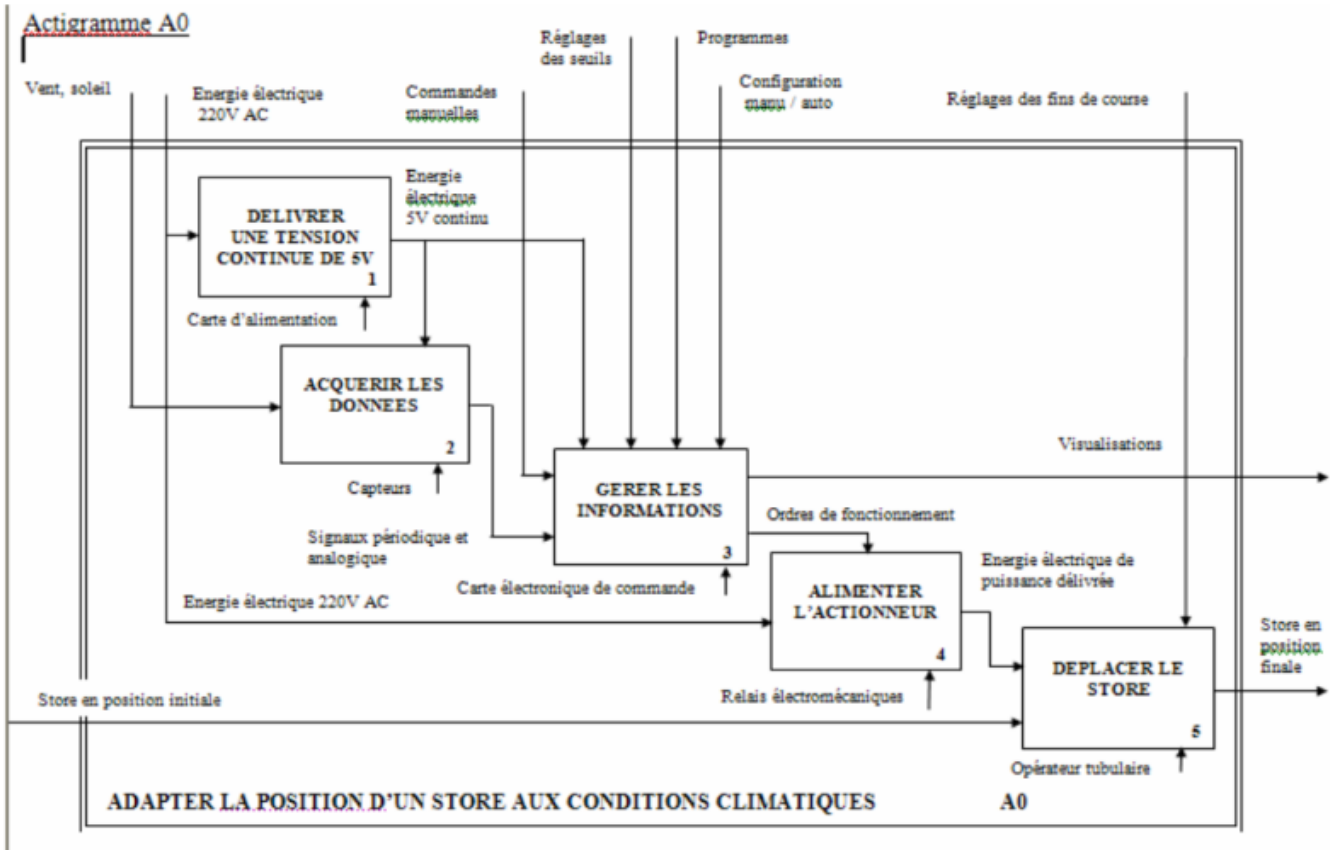 Actigramme A0
Vent, soleil
Energie électrique
220V AC
Commandes
manuelles
Réglages
des seuils
Programmes
Configuration
manu / auto
Réglages des fins de course
DELIVRER
UNE TENSION
CONTINUE DE 5V
1
Energie
électrique
5V continu
Carte d'alimentation
ACQUERIR LES
DONNEES
2
Capteurs
Signaux périodique et
analogique
GERER LES
INFORMATIONS
3
Visualisations
Ordres de fonctionnement
Carte électronique de commande
Energie électrique 220V AC
ALIMENTER
L'ACTIONNEUR
4
Energie électrique de
puissance délivrée
Relais électromécaniques
Store en position initiale
DEPLACER LE
STORE
5
Store en
position
finale
Opérateur tubulaire
ADAPTER LA POSITION D'UN STORE AUX CONDITIONS CLIMATIQUES A0